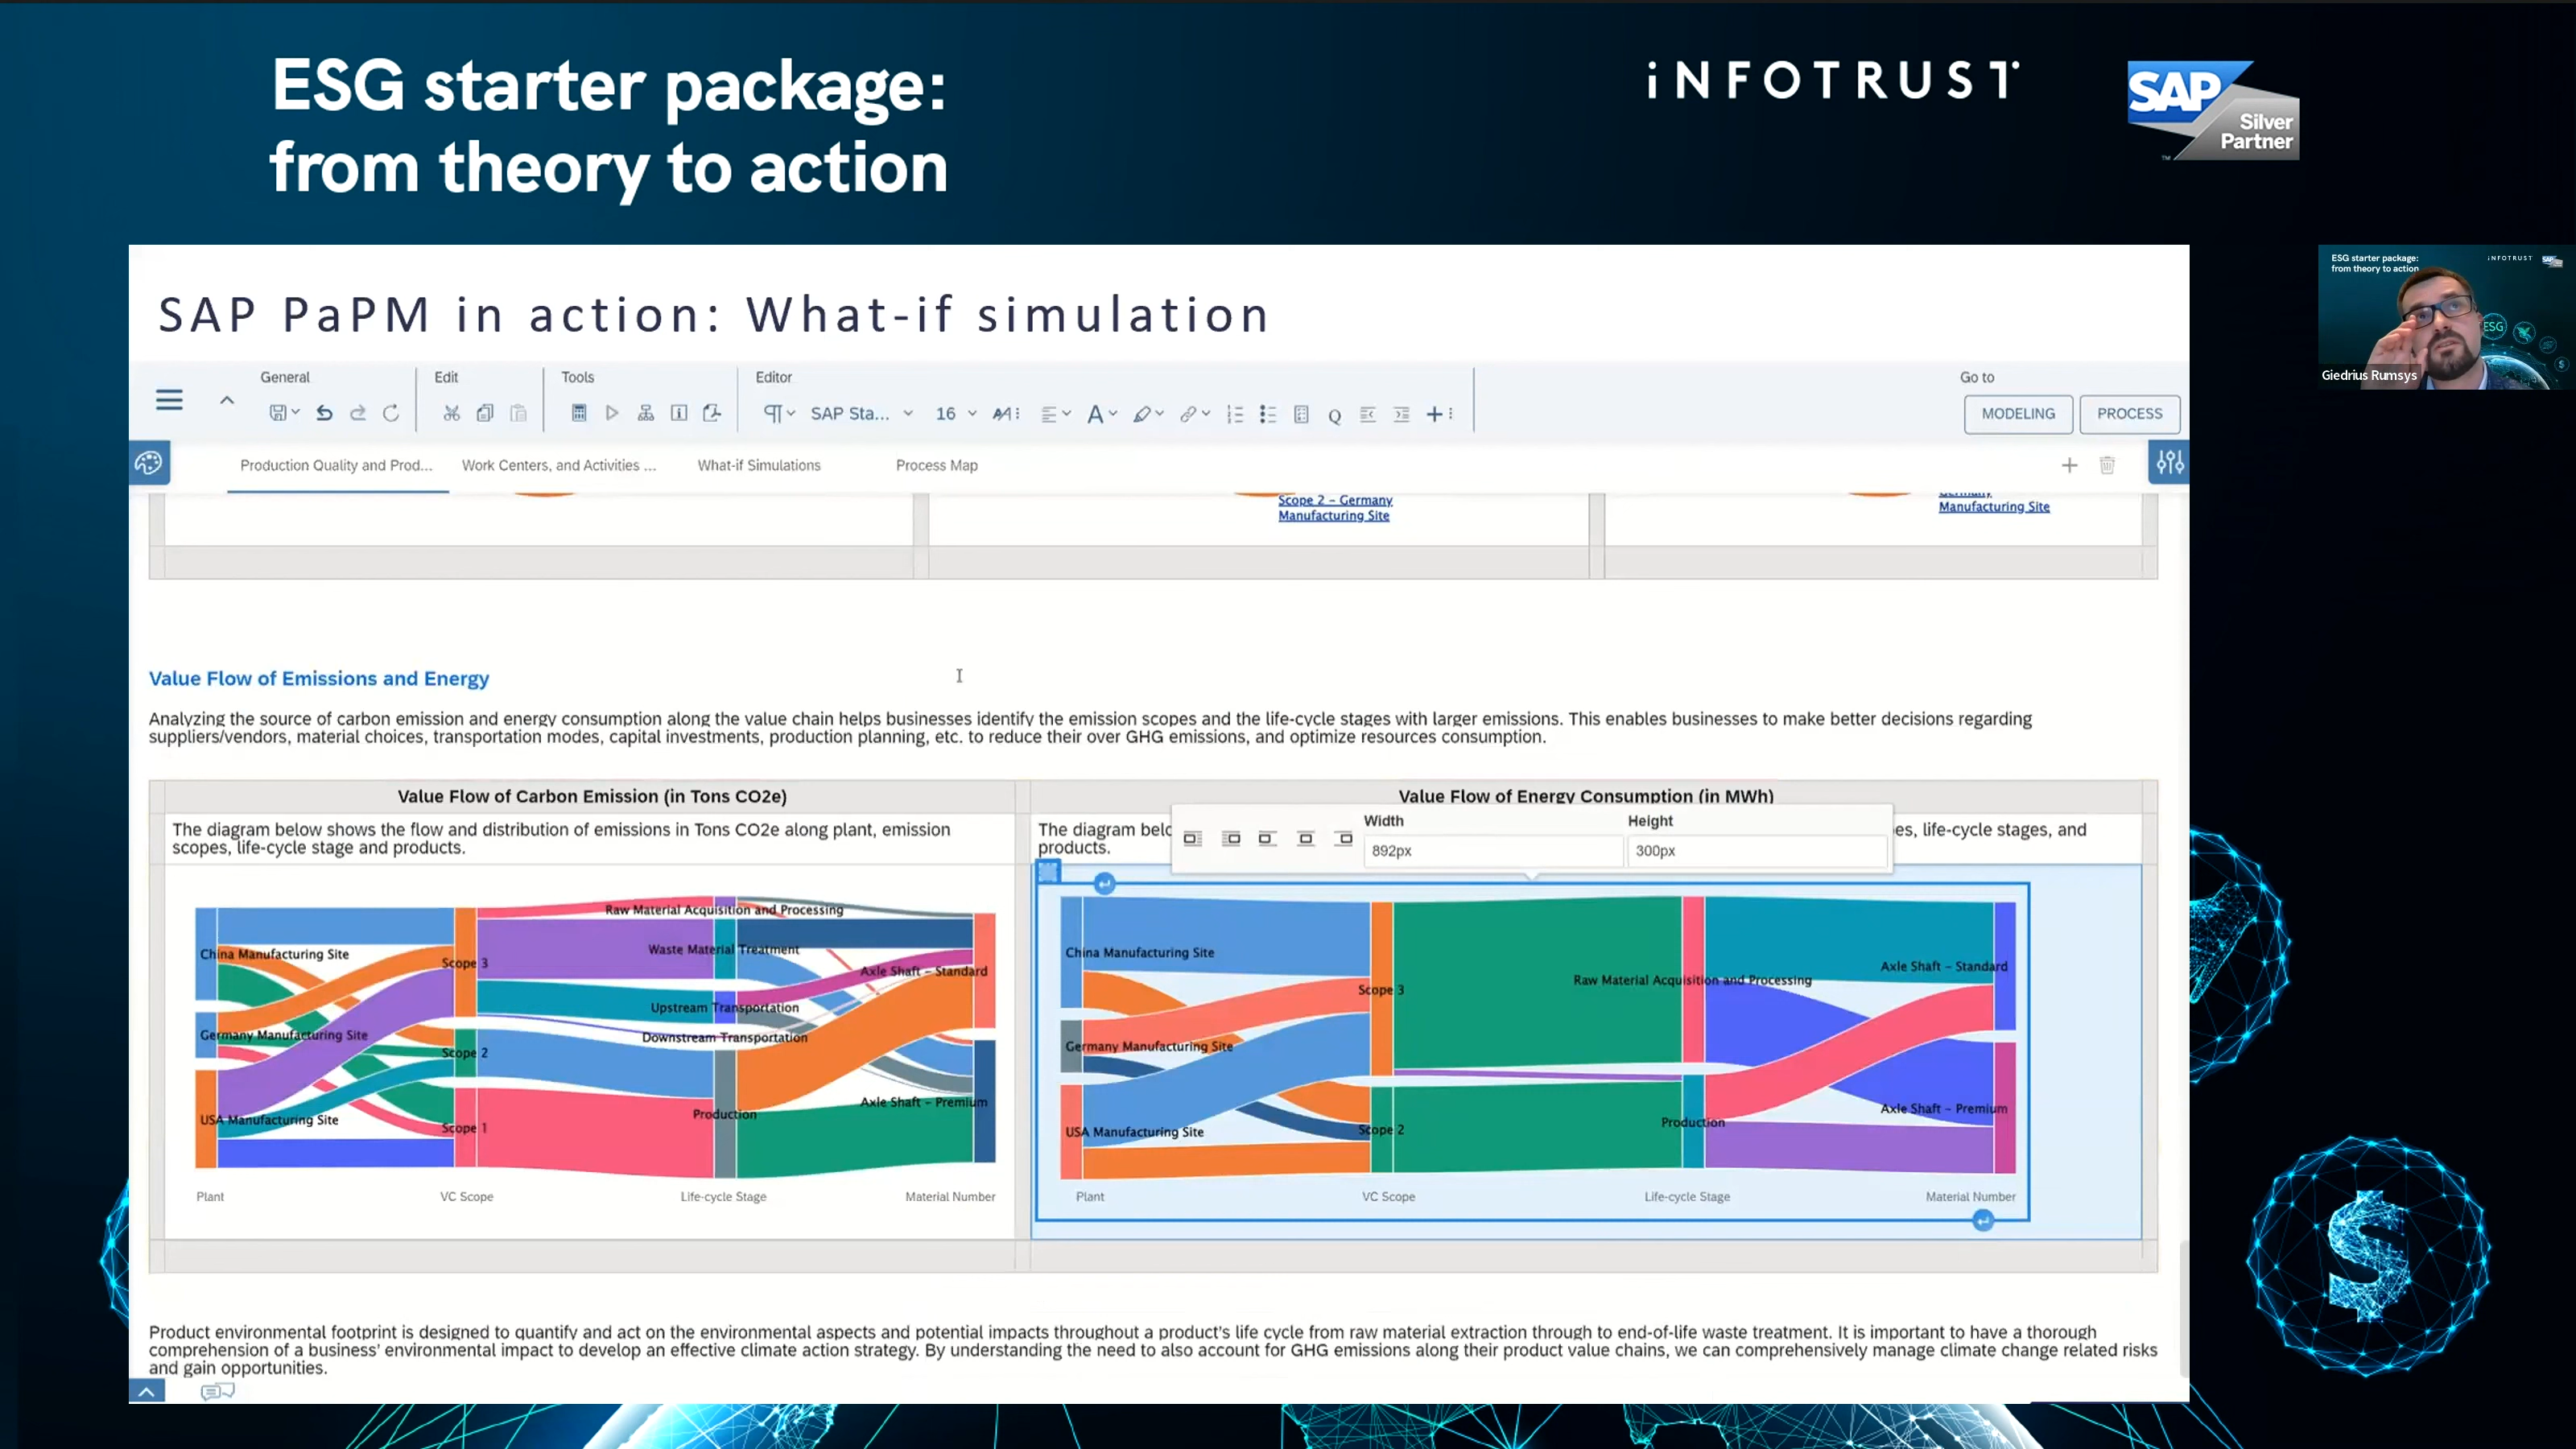 ESG starter package:
from theory to action
iNFOTRUST
SAP
Silver
Partner
TM
ESG starter package:
from theory to action
iNFOTRUST
ESG
Giedrius Rumsys
SAP PaPM in action: What-if simulation
General
Edit
Tools
Editor
Go to
SAP Sta...
16
MODELING
PROCESS
Production Quality and Prod...
Work Centers, and Activities ...
What-if Simulations
Process Map
Scope 2 – Germany
Manufacturing Site
Germany
Manufacturing Site
Value Flow of Emissions and Energy
Analyzing the source of carbon emission and energy consumption along the value chain helps businesses identify the emission scopes and the life-cycle stages with larger emissions. This enables businesses to make better decisions regarding
suppliers/vendors, material choices, transportation modes, capital investments, production planning, etc. to reduce their over GHG emissions, and optimize resources consumption.
Value Flow of Carbon Emission (in Tons CO2e)
The diagram below shows the flow and distribution of emissions in Tons CO2e along plant, emission
scopes, life-cycle stage and products.
China Manufacturing Site
Germany Manufacturing Site
USA Manufacturing Site
Scope 3
Scope 2
Scope 1
Raw Material Acquisition and Processing
Waste Material Treatment
Upstream Transportation
Downstream Transportation
Production
Axle Shaft – Standard
Axle Shaft – Premium
Plant
VC Scope
Life-cycle Stage
Material Number
Value Flow of Energy Consumption (in MWh)
Width
Height
892px
300px
The diagram belo
es, life-cycle stages, and
products.
China Manufacturing Site
Germany Manufacturing Site
USA Manufacturing Site
Scope 3
Scope 2
Raw Material Acquisition and Processing
Production
Axle Shaft – Standard
Axle Shaft – Premium
Plant
VC Scope
Life-cycle Stage
Material Number
Product environmental footprint is designed to quantify and act on the environmental aspects and potential impacts throughout a product's life cycle from raw material extraction through to end-of-life waste treatment. It is important to have a thorough
comprehension of a business' environmental impact to develop an effective climate action strategy. By understanding the need to also account for GHG emissions along their product value chains, we can comprehensively manage climate change related risks
and gain opportunities.
$